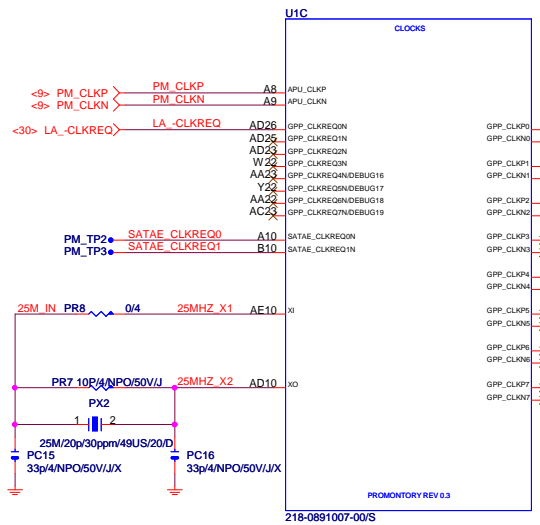 U1C
CLOCKS
<9> PM_CLKP PM_CLKP A8 APU_CLKP
<9> PM_CLKN PM_CLKN A9 APU_CLKN
<30> LA_-CLKREQ LA_-CLKREQ AD26 GPP_CLKREQ0N GPP_CLKP0
AD25 GPP_CLKREQ1N GPP_CLKN0
AD23 GPP_CLKREQ2N
W22 GPP_CLKREQ3N GPP_CLKP1
AA23 GPP_CLKREQ4N/DEBUG16 GPP_CLKN1
Y22 GPP_CLKREQ5N/DEBUG17
AA22 GPP_CLKREQ6N/DEBUG18 GPP_CLKP2
AC23 GPP_CLKREQ7N/DEBUG19 GPP_CLKN2
PM_TP2 SATAE_CLKREQ0 A10 SATAE_CLKREQ0N GPP_CLKP3
PM_TP3 SATAE_CLKREQ1 B10 SATAE_CLKREQ1N GPP_CLKN3
GPP_CLKP4
GPP_CLKN4
25M_IN PR8 0/4 25MHZ_X1 AE10 XI GPP_CLKP5
GPP_CLKN5
GPP_CLKP6
GPP_CLKN6
PR7 10P/4/NPO/50V/J 25MHZ_X2 AD10 XO GPP_CLKP7
GPP_CLKN7
PX2
1 2
25M/20p/30ppm/49US/20/D
PC15 PC16
33p/4/NPO/50V/J/X 33p/4/NPO/50V/J/X
PROMONTORY REV 0.3
218-0891007-00/S